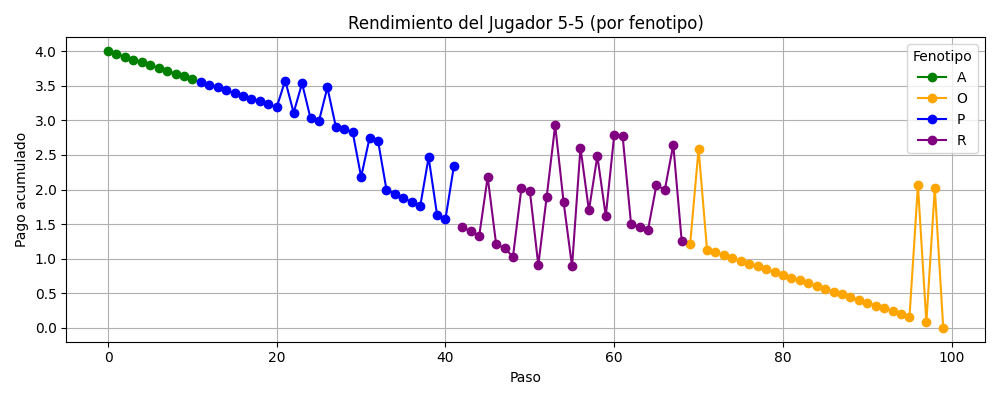 Rendimiento del Jugador 5-5 (por fenotipo)
Pago acumulado
4.0
3.5
3.0
2.5
2.0
1.5
1.0
0.5
0.0
Fenotipo
A
O
P
R
0 20 40 60 80 100
Paso